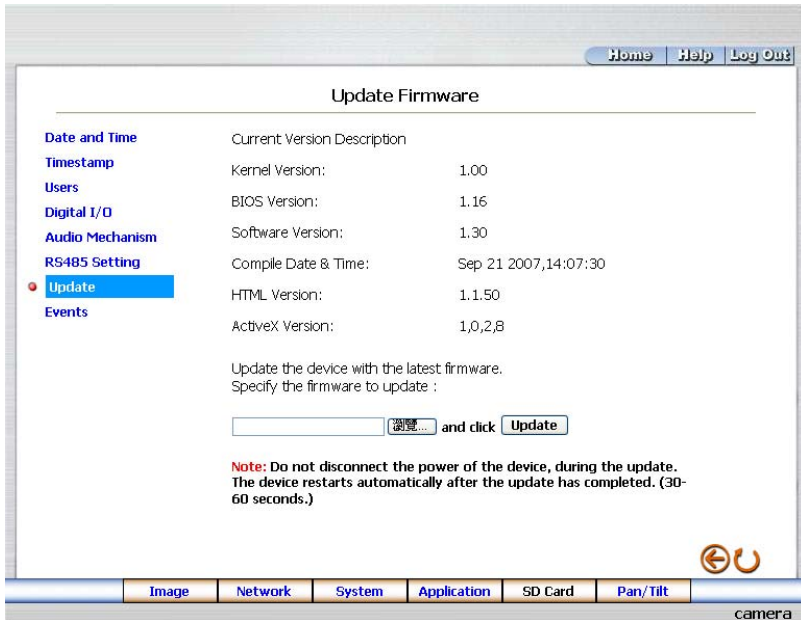 Home Help Log Out
Update Firmware
Date and Time
Timestamp
Users
Digital I/O
Audio Mechanism
RS485 Setting
Update
Events
Current Version Description
Kernel Version: 1.00
BIOS Version: 1.16
Software Version: 1.30
Compile Date & Time: Sep 21 2007,14:07:30
HTML Version: 1.1.50
ActiveX Version: 1,0,2,8
Update the device with the latest firmware.
Specify the firmware to update :
瀏覽... and click Update
Note: Do not disconnect the power of the device, during the update.
The device restarts automatically after the update has completed. (30-
60 seconds.)
Image Network System Application SD Card Pan/Tilt
camera